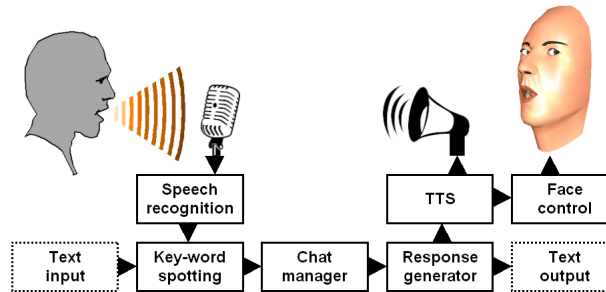 Speech
recognition
TTS
Face
control
Text
input
Key-word
spotting
Chat
manager
Response
generator
Text
output